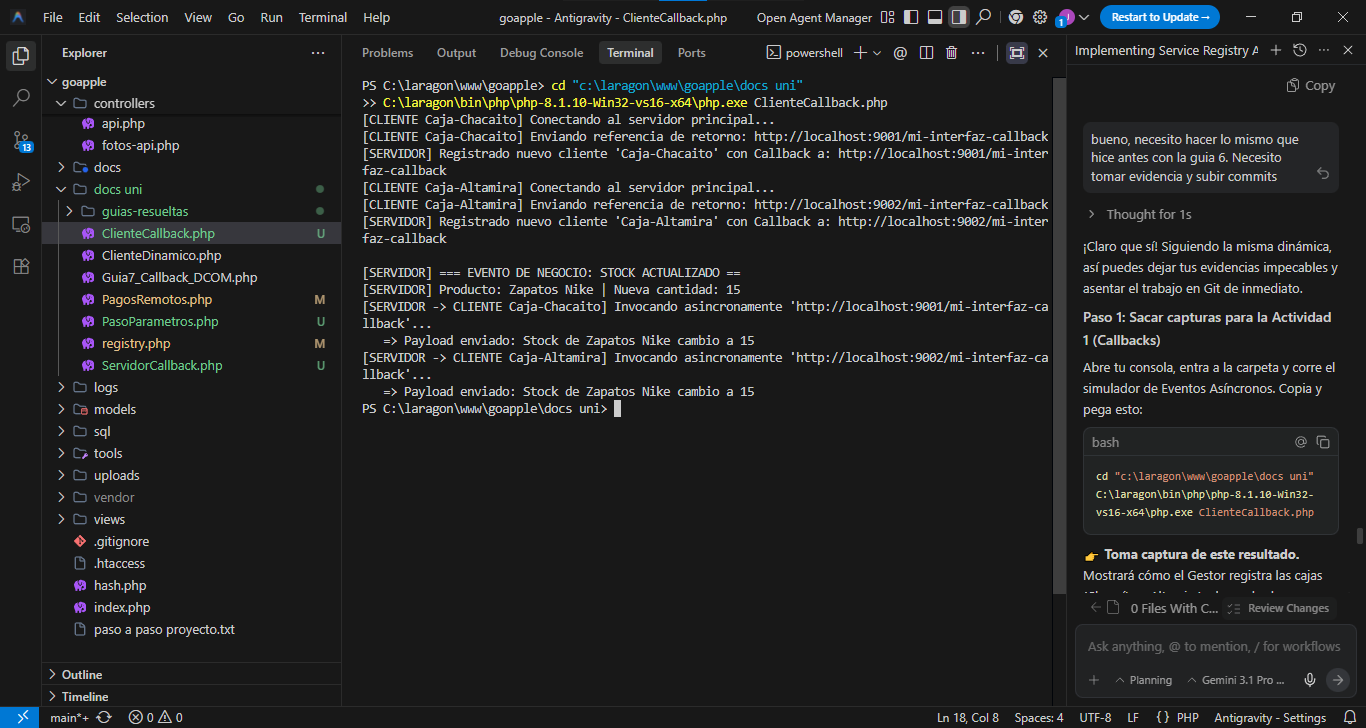 File Edit Selection View Go Run Terminal Help
goapple - Antigravity - ClienteCallback.php
Open Agent Manager
1
Restart to Update →
Explorer
goapple
controllers
api.php
fotos-api.php
docs
docs uni
guias-resueltas
ClienteCallback.php U
ClienteDinamico.php
Guia7_Callback_DCOM.php
PagosRemotos.php M
PasoParametros.php U
registry.php M
ServidorCallback.php U
logs
models
sql
tools
uploads
vendor
views
.gitignore
.htaccess
hash.php
index.php
paso a paso proyecto.txt
Outline
Timeline
13
Problems Output Debug Console Terminal Ports
powershell
PS C:\laragon\www\goapple> cd "c:\laragon\www\goapple\docs uni"
>> C:\laragon\bin\php\php-8.1.10-Win32-vs16-x64\php.exe ClienteCallback.php
[CLIENTE Caja-Chacaito] Conectando al servidor principal...
[CLIENTE Caja-Chacaito] Enviando referencia de retorno: http://localhost:9001/mi-interfaz-callback
[SERVIDOR] Registrado nuevo cliente 'Caja-Chacaito' con Callback a: http://localhost:9001/mi-inter
faz-callback
[CLIENTE Caja-Altamira] Conectando al servidor principal...
[CLIENTE Caja-Altamira] Enviando referencia de retorno: http://localhost:9002/mi-interfaz-callback
[SERVIDOR] Registrado nuevo cliente 'Caja-Altamira' con Callback a: http://localhost:9002/mi-inter
faz-callback
[SERVIDOR] === EVENTO DE NEGOCIO: STOCK ACTUALIZADO ==
[SERVIDOR] Producto: Zapatos Nike | Nueva cantidad: 15
[SERVIDOR -> CLIENTE Caja-Chacaito] Invocando asincronamente 'http://localhost:9001/mi-interfaz-ca
llback'...
=> Payload enviado: Stock de Zapatos Nike cambio a 15
[SERVIDOR -> CLIENTE Caja-Altamira] Invocando asincronamente 'http://localhost:9002/mi-interfaz-ca
llback'...
=> Payload enviado: Stock de Zapatos Nike cambio a 15
PS C:\laragon\www\goapple\docs uni>
Implementing Service Registry A
Copy
bueno, necesito hacer lo mismo que
hice antes con la guia 6. Necesito
tomar evidencia y subir commits
Thought for 1s
¡Claro que sí! Siguiendo la misma dinámica,
así puedes dejar tus evidencias impecables y
asentar el trabajo en Git de inmediato.
Paso 1: Sacar capturas para la Actividad
1 (Callbacks)
Abre tu consola, entra a la carpeta y corre el
simulador de Eventos Asíncronos. Copia y
pega esto:
bash
cd "c:\laragon\www\goapple\docs uni"
C:\laragon\bin\php\php-8.1.10-Win32-
vs16-x64\php.exe ClienteCallback.php
👉 Toma captura de este resultado.
Mostrará cómo el Gestor registra las cajas
0 Files With C... Review Changes
Ask anything, @ to mention, / for workflows
Planning Gemini 3.1 Pro ...
main*+ 0 0
Ln 18, Col 8 Spaces: 4 UTF-8 LF {} PHP Antigravity - Settings